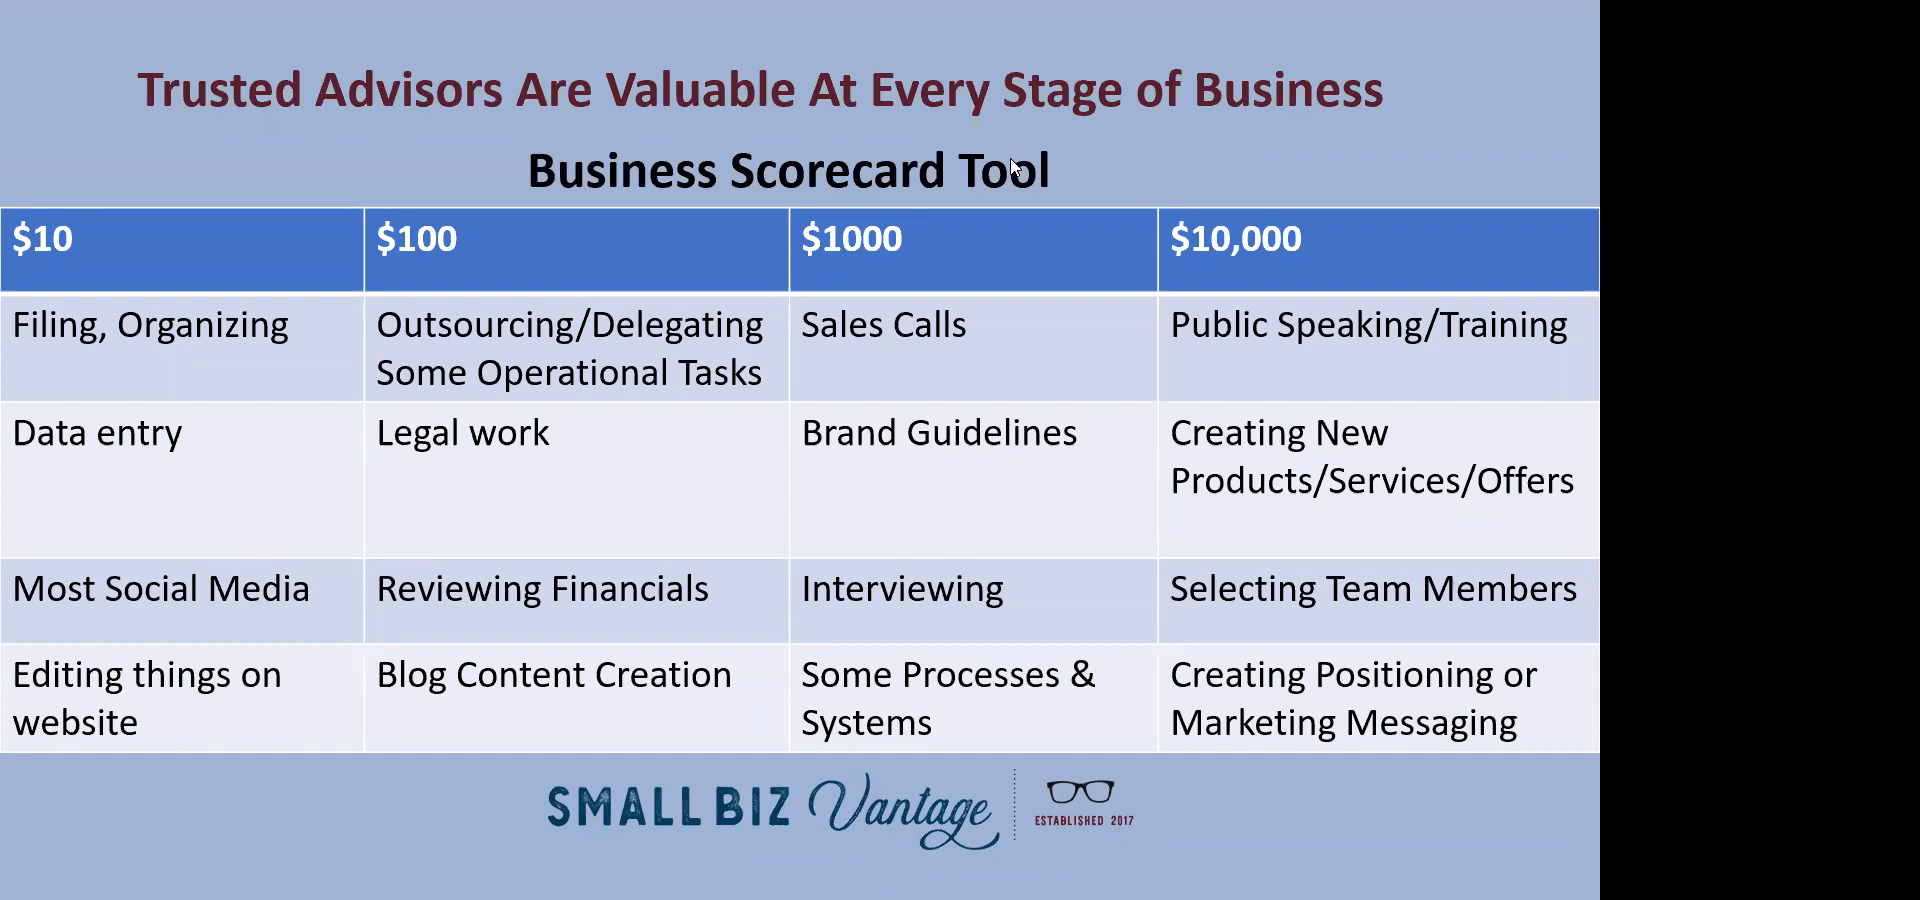 Trusted Advisors Are Valuable At Every Stage of Business
Business Scorecard Tool
$10
$100
$1000
$10,000
Filing, Organizing
Outsourcing/Delegating
Some Operational Tasks
Sales Calls
Public Speaking/Training
Data entry
Legal work
Brand Guidelines
Creating New
Products/Services/Offers
Most Social Media
Reviewing Financials
Interviewing
Selecting Team Members
Editing things on
website
Blog Content Creation
Some Processes &
Systems
Creating Positioning or
Marketing Messaging
SMALL BIZ Vantage
ESTABLISHED 2017